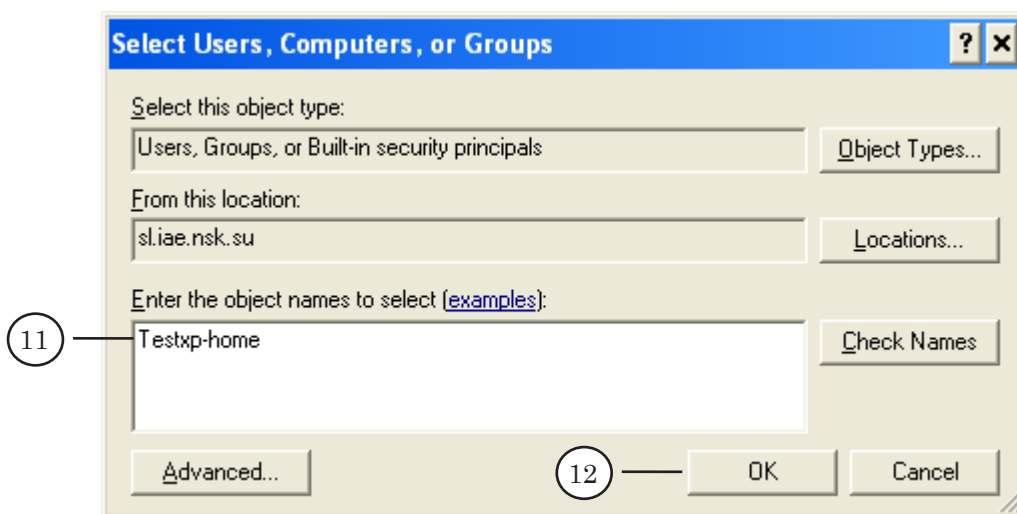 Select Users, Computers, or Groups
Select this object type:
Users, Groups, or Built-in security principals
Object Types...
From this location:
sl.iae.nsk.su
Locations...
Enter the object names to select (examples):
11
Testxp-home
Check Names
Advanced...
12
OK
Cancel